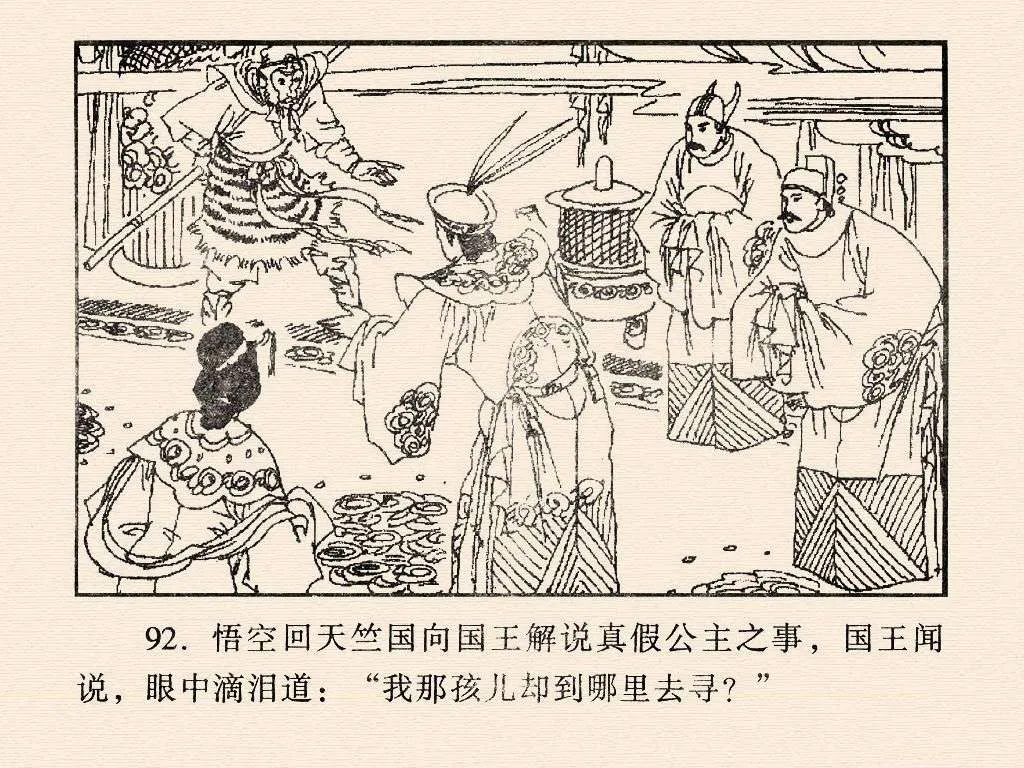 92. 悟空回天竺国向国王解说真假公主之事，国王闻
说，眼中滴泪道：“我那孩儿却到哪里去寻？”